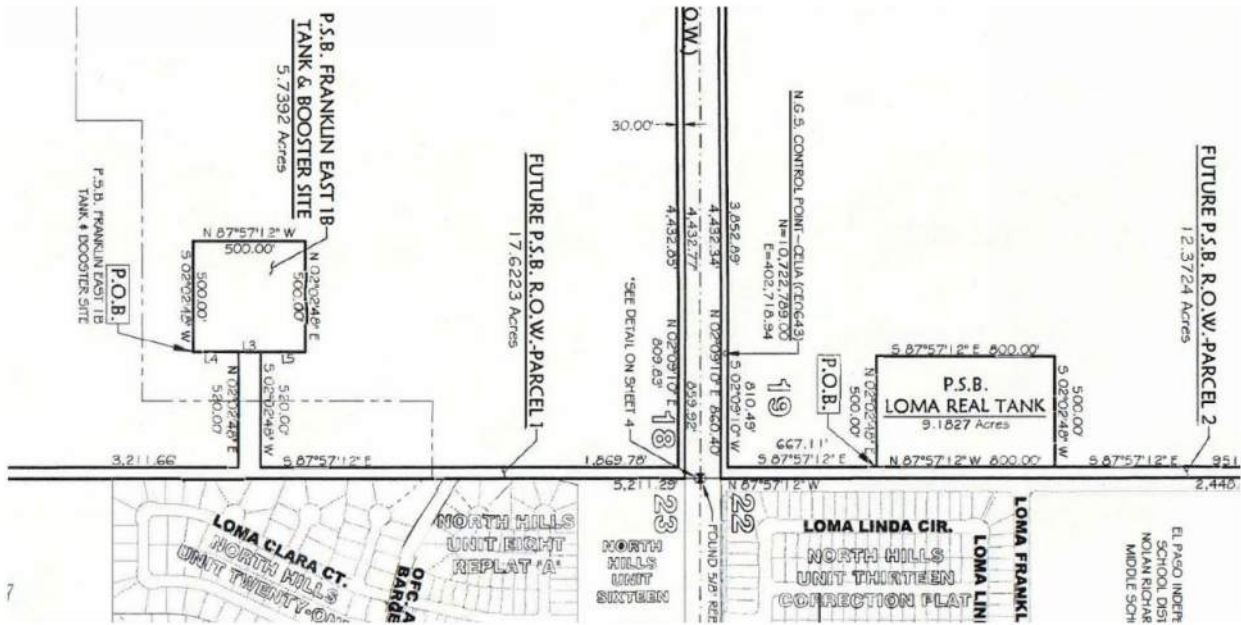 P.S.B. FRANKLIN EAST 1B
TANK & BOOSTER SITE
5.7392 Acres
P.S.B. FRANKLIN EAST 1B
TANK & BOOSTER SITE
P.O.B.
N 87°57'12" W
500.00'
N 02°02'48" E
500.00'
S 02°02'48" W
500.00'
L4
L3
L5
N 02°02'48" E
520.00'
S 02°02'48" W
520.00'
3,211.66'
S 87°57'12" E
FUTURE P.S.B. R.O.W.-PARCEL 1
17.6223 Acres
1,869.78'
5,211.29'
O.W.)
30.00'
4,432.85'
4,432.77'
4,432.34'
3,852.89'
N 02°09'10" E
809.83'
859.92'
N 02°09'10" E 860.40'
S 02°09'10" W
810.49'
*SEE DETAIL ON SHEET 4
N.G.S. CONTROL POINT - CELIA (CE0643)
N=10,722,789.00
E=402,718.94
18
19
23
22
FOUND 5/8" REB
P.O.B.
N 02°02'48" E
500.00'
S 87°57'12" E 800.00'
P.S.B.
LOMA REAL TANK
9.1827 Acres
500.00'
S 02°02'48" W
667.11'
S 87°57'12" E
N 87°57'12" W 800.00'
S 87°57'12" E
951
N 87°57'12" W
2,448
FUTURE P.S.B. R.O.W.-PARCEL 2
12.3724 Acres
LOMA CLARA CT.
NORTH HILLS
UNIT TWENTY-ON
OFC. A
BARGE
NORTH HILLS
UNIT EIGHT
REPLAT 'A'
NORTH
HILLS
UNIT
SIXTEEN
LOMA LINDA CIR.
NORTH HILLS
UNIT THIRTEEN
CORRECTION PLAT
LOMA LIN
LOMA FRANKL
EL PASO INDEPE
SCHOOL DIST
NOLAN RICHAR
MIDDLE SCH
7